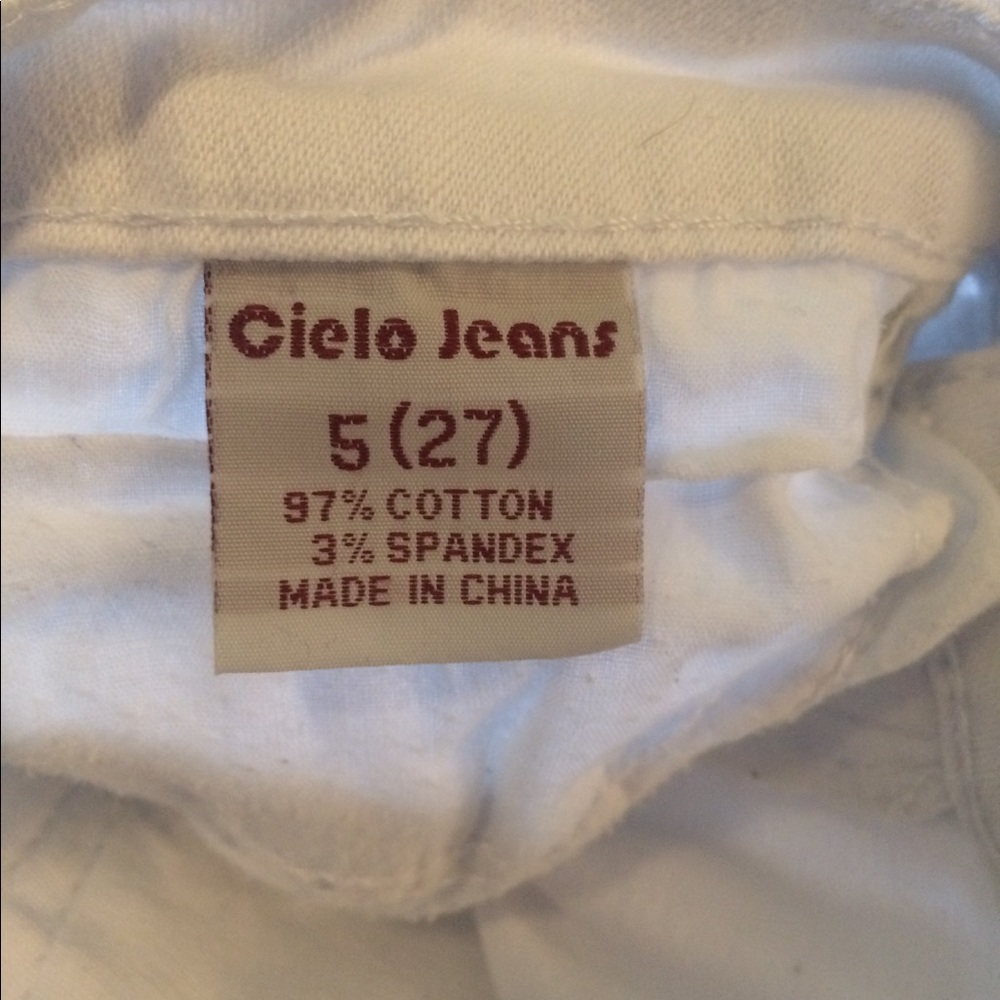 Cielo Jeans
5 (27)
97% COTTON
3% SPANDEX
MADE IN CHINA